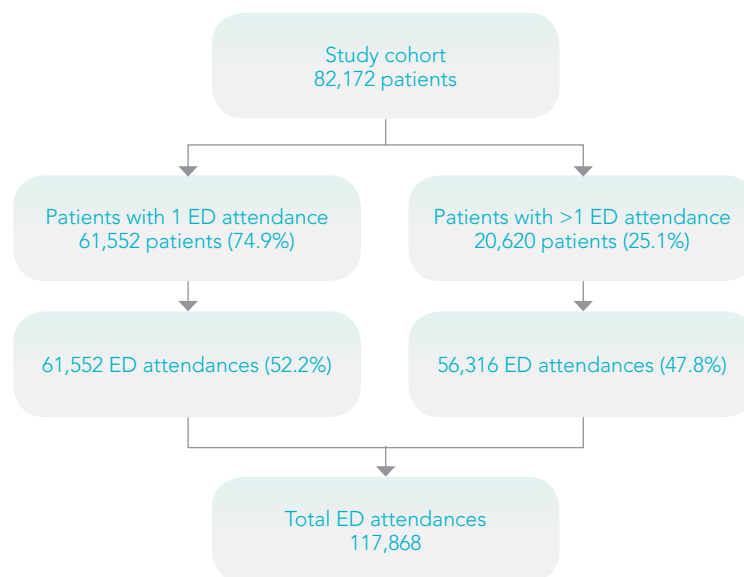 Study cohort
82,172 patients
Patients with 1 ED attendance
61,552 patients (74.9%)
Patients with >1 ED attendance
20,620 patients (25.1%)
61,552 ED attendances (52.2%)
56,316 ED attendances (47.8%)
Total ED attendances
117,868